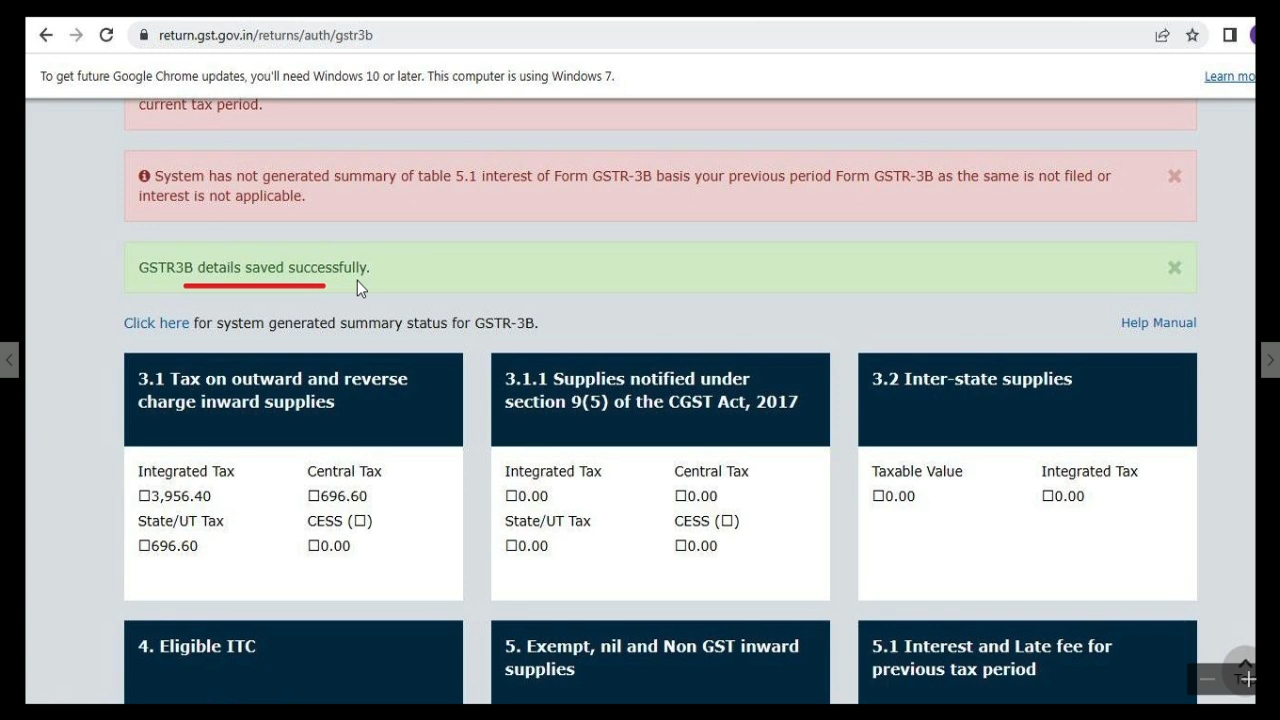 return.gst.gov.in/returns/auth/gstr3b
To get future Google Chrome updates, you'll need Windows 10 or later. This computer is using Windows 7.
Learn mo
current tax period.
System has not generated summary of table 5.1 interest of Form GSTR-3B basis your previous period Form GSTR-3B as the same is not filed or
interest is not applicable.
GSTR3B details saved successfully.
Click here for system generated summary status for GSTR-3B.
Help Manual
3.1 Tax on outward and reverse
charge inward supplies
Integrated Tax Central Tax
☐3,956.40 ☐696.60
State/UT Tax CESS (☐)
☐696.60 ☐0.00
3.1.1 Supplies notified under
section 9(5) of the CGST Act, 2017
Integrated Tax Central Tax
☐0.00 ☐0.00
State/UT Tax CESS (☐)
☐0.00 ☐0.00
3.2 Inter-state supplies
Taxable Value Integrated Tax
☐0.00 ☐0.00
4. Eligible ITC
5. Exempt, nil and Non GST inward
supplies
5.1 Interest and Late fee for
previous tax period